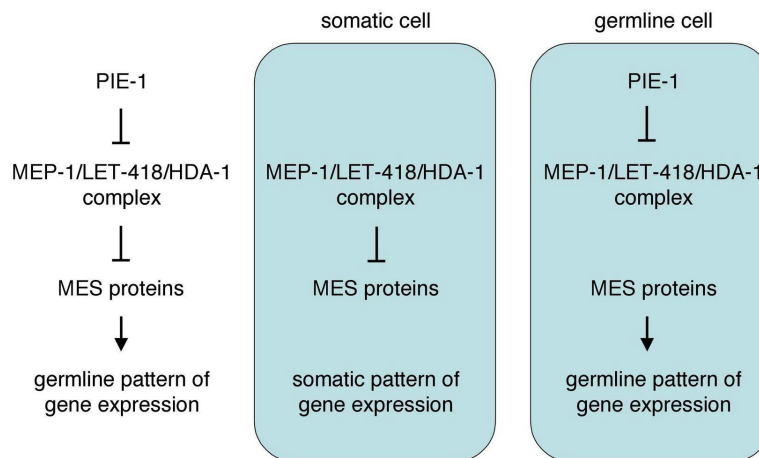 somatic cell
germline cell
PIE-1
MEP-1/LET-418/HDA-1
complex
MES proteins
germline pattern of
gene expression
MEP-1/LET-418/HDA-1
complex
MES proteins
somatic pattern of
gene expression
PIE-1
MEP-1/LET-418/HDA-1
complex
MES proteins
germline pattern of
gene expression